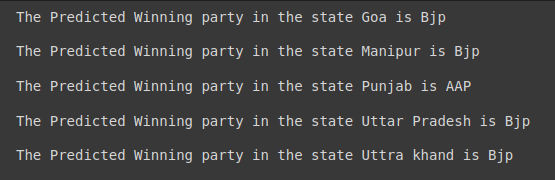 The Predicted Winning party in the state Goa is Bjp
The Predicted Winning party in the state Manipur is Bjp
The Predicted Winning party in the state Punjab is AAP
The Predicted Winning party in the state Uttar Pradesh is Bjp
The Predicted Winning party in the state Uttra khand is Bjp